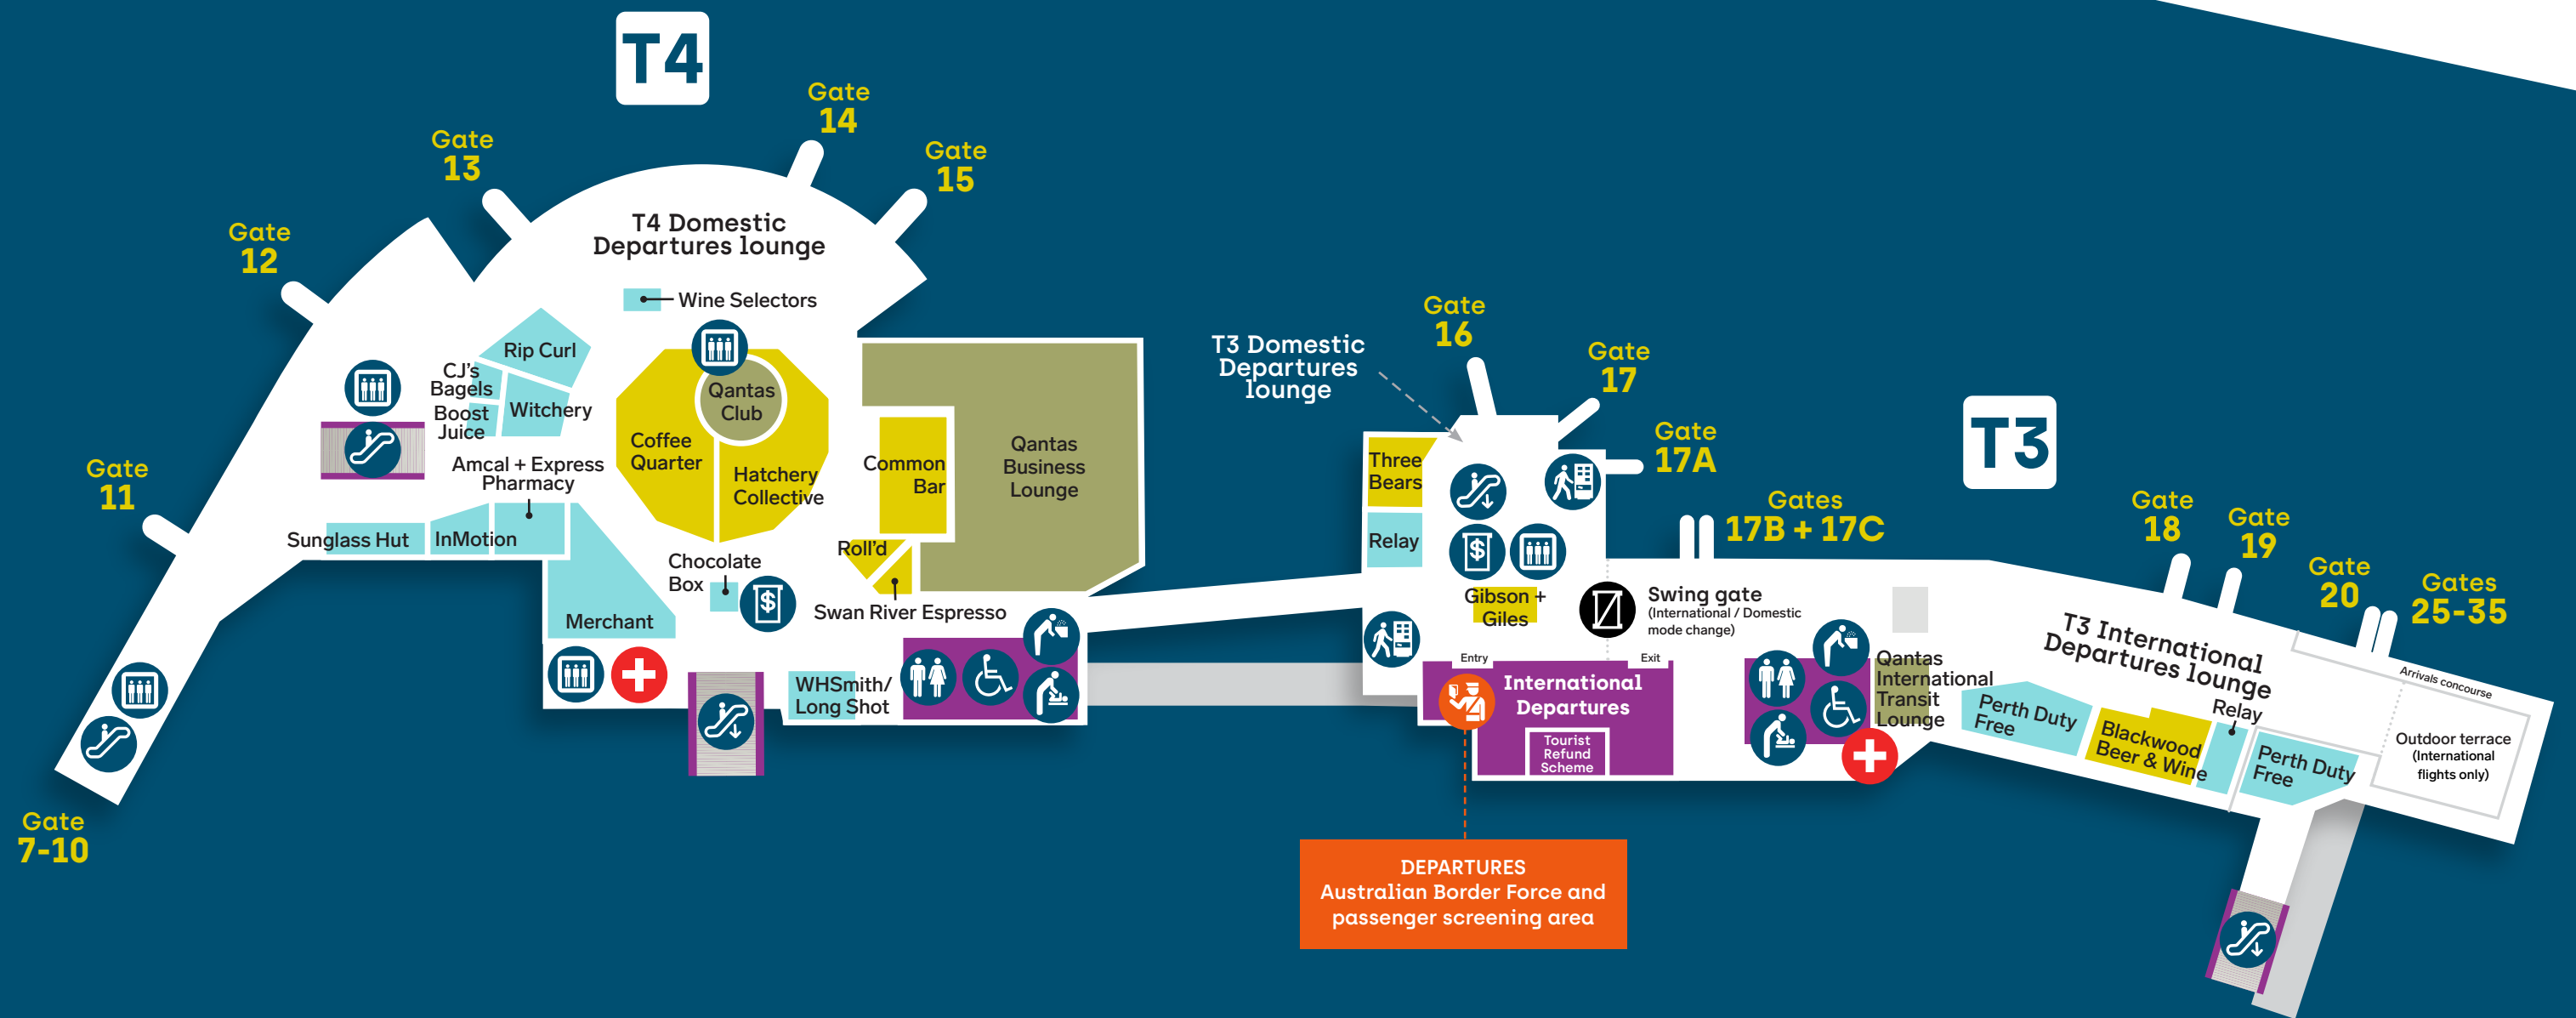 T4
Gate
14
Gate
13
Gate
15
Gate
12
T4 Domestic
Departures lounge
Wine Selectors
Rip Curl
CJ's
Bagels
Boost
Juice
Witchery
Qantas
Club
Coffee
Quarter
Hatchery
Collective
Common
Bar
Qantas
Business
Lounge
Amcal + Express
Pharmacy
Gate
11
Sunglass Hut
InMotion
Roll'd
Chocolate
Box
$
Swan River Espresso
Merchant
WHSmith/
Long Shot
Gate
7-10
T3 Domestic
Departures
lounge
Gate
16
Gate
17
Gate
17A
Three
Bears
Relay
$
Gibson +
Giles
Gates
17B + 17C
Swing gate
(International / Domestic
mode change)
Entry
Exit
International
Departures
Tourist
Refund
Scheme
DEPARTURES
Australian Border Force and
passenger screening area
T3
Gate
18
Gate
19
Gate
20
Gates
25-35
T3 International
Departures lounge
Qantas
International
Transit
Lounge
Perth Duty
Free
Blackwood
Beer & Wine
Relay
Perth Duty
Free
Arrivals concourse
Outdoor terrace
(International
flights only)